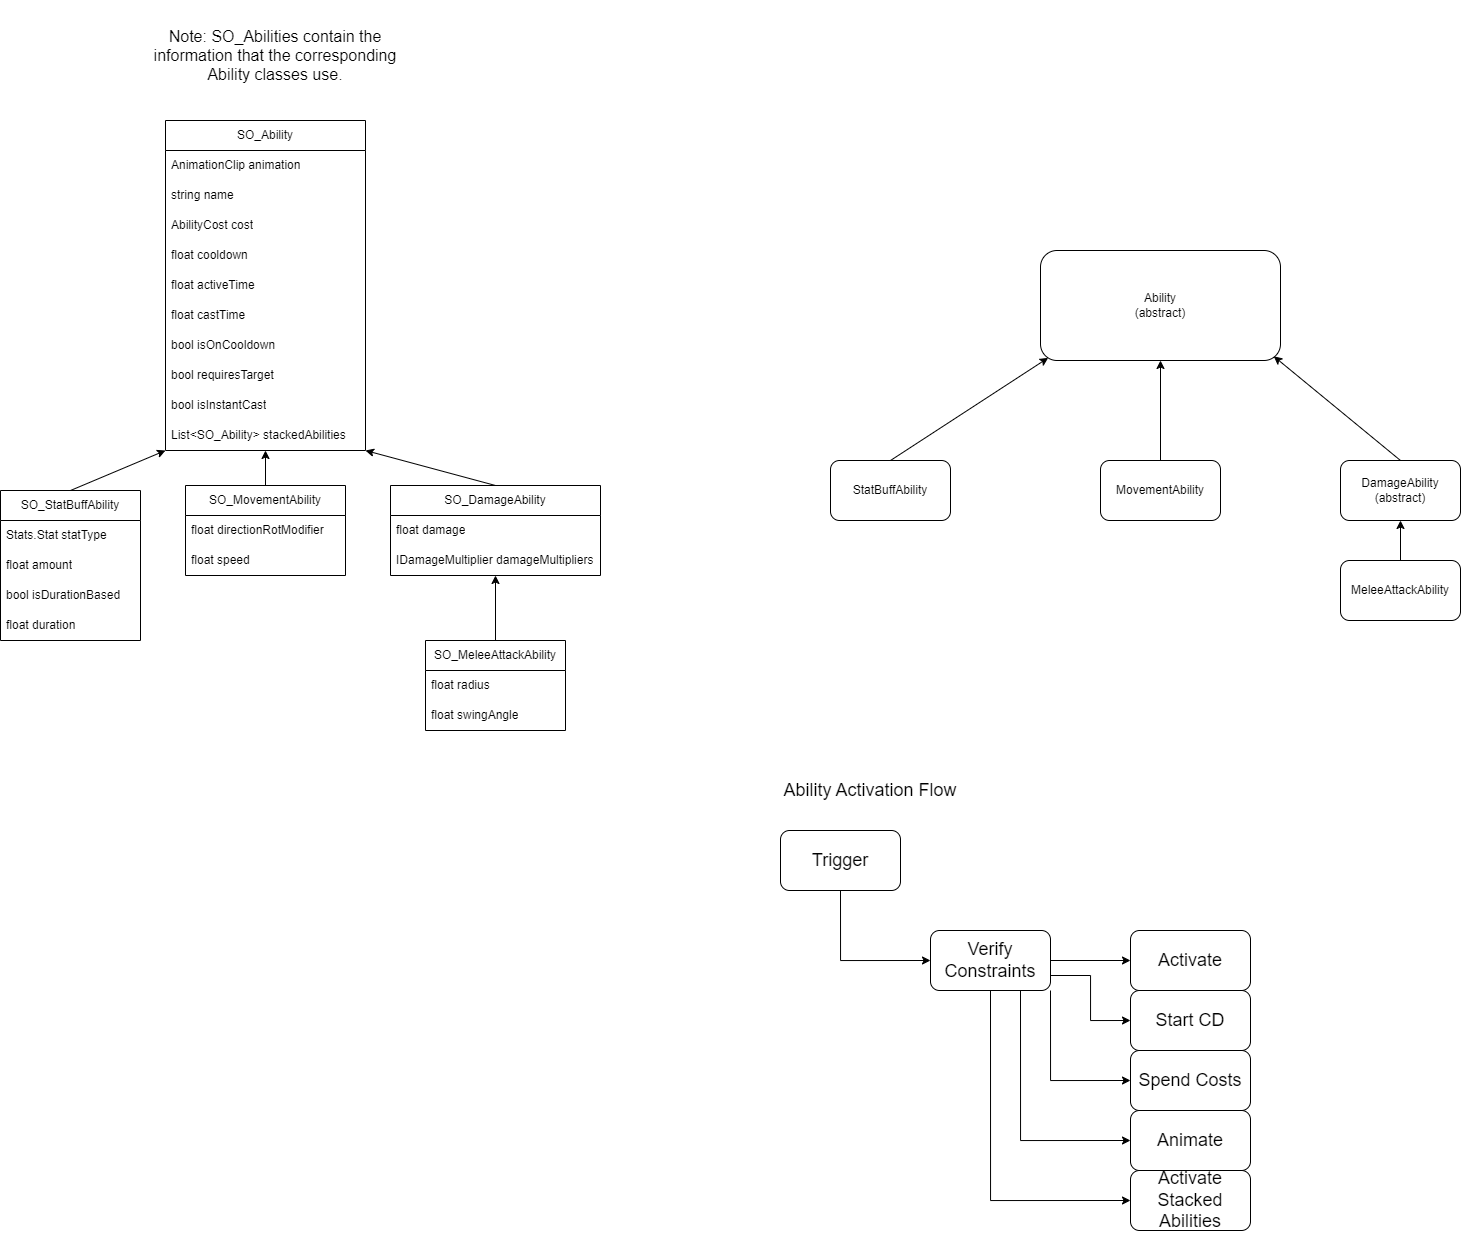 Note: SO_Abilities contain the
information that the corresponding
Ability classes use.
SO_Ability
AnimationClip animation
string name
AbilityCost cost
float cooldown
float activeTime
float castTime
bool isOnCooldown
bool requiresTarget
bool isInstantCast
List<SO_Ability> stackedAbilities
SO_StatBuffAbility
Stats.Stat statType
float amount
bool isDurationBased
float duration
SO_MovementAbility
float directionRotModifier
float speed
SO_DamageAbility
float damage
IDamageMultiplier damageMultipliers
SO_MeleeAttackAbility
float radius
float swingAngle
Ability
(abstract)
StatBuffAbility
MovementAbility
DamageAbility
(abstract)
MeleeAttackAbility
Ability Activation Flow
Trigger
Verify
Constraints
Activate
Start CD
Spend Costs
Animate
Activate
Stacked
Abilities